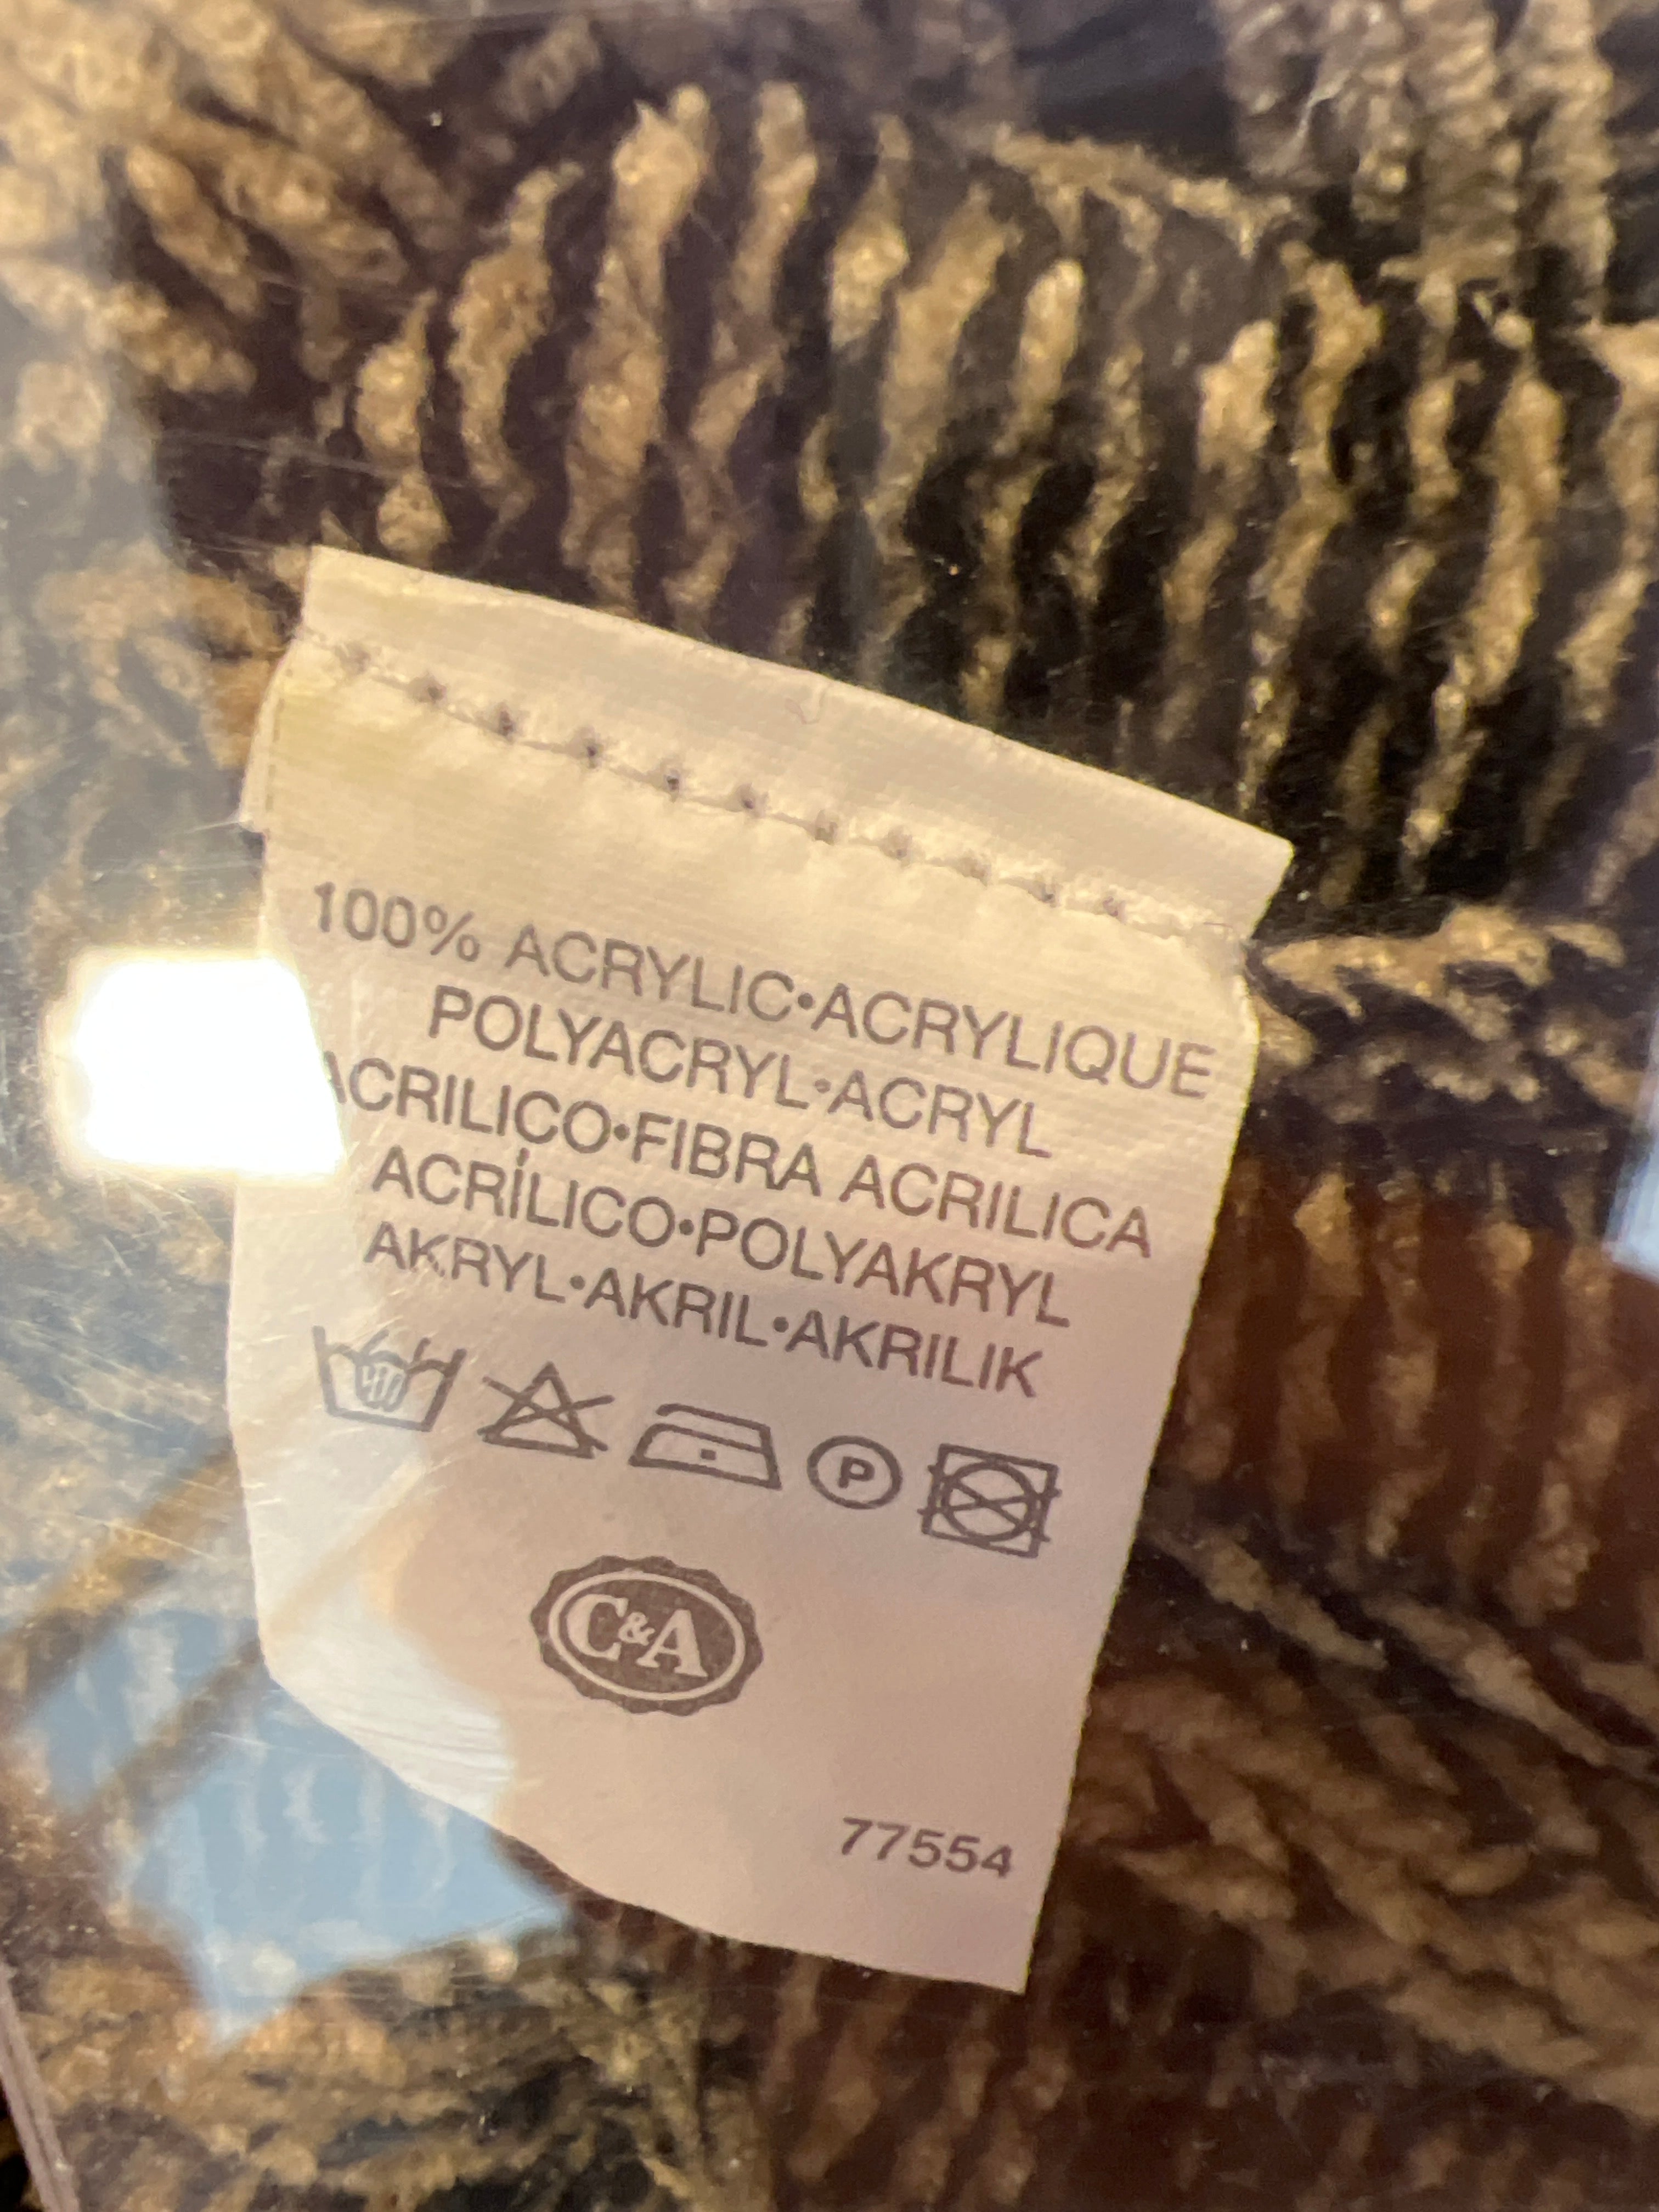 100% ACRYLIC•ACRYLIQUE
POLYACRYL•ACRYL
ACRILICO•FIBRA ACRILICA
ACRÍLICO•POLYAKRYL
AKRYL•AKRIL•AKRILIK
P
C&A
77554